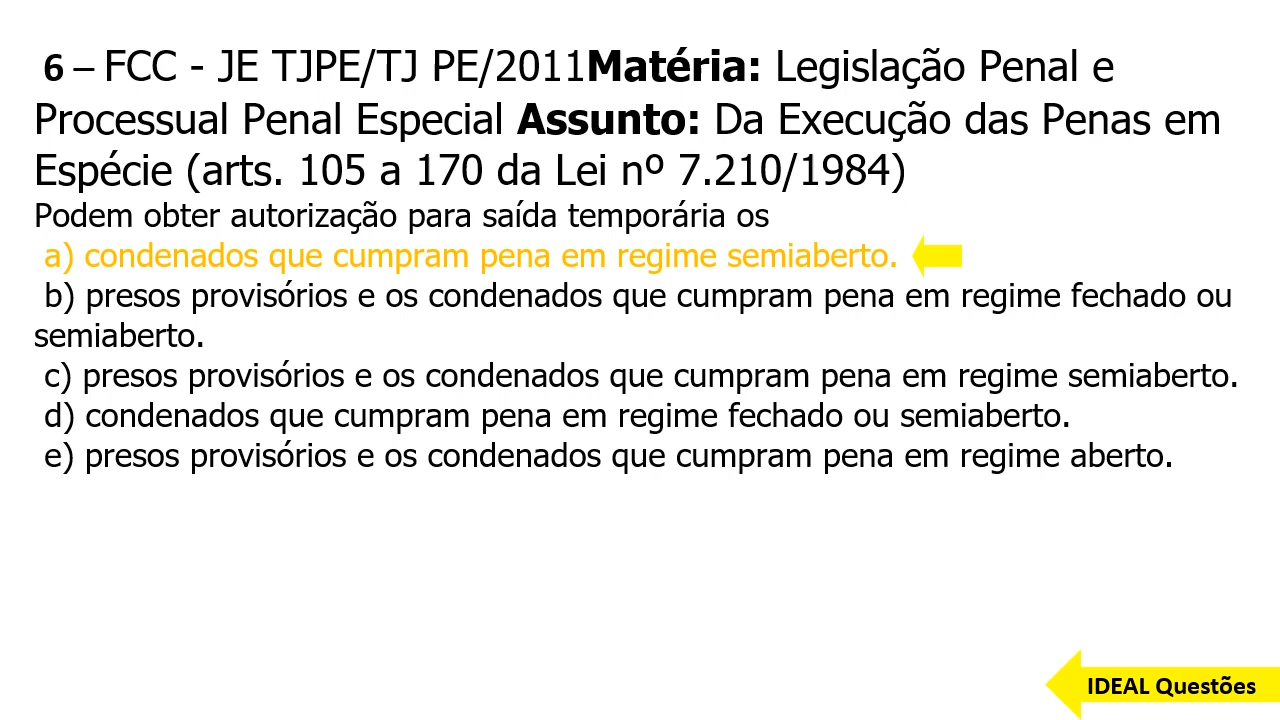 6 – FCC - JE TJPE/TJ PE/2011Matéria: Legislação Penal e
Processual Penal Especial Assunto: Da Execução das Penas em
Espécie (arts. 105 a 170 da Lei nº 7.210/1984)
Podem obter autorização para saída temporária os
a) condenados que cumpram pena em regime semiaberto.
b) presos provisórios e os condenados que cumpram pena em regime fechado ou
semiaberto.
c) presos provisórios e os condenados que cumpram pena em regime semiaberto.
d) condenados que cumpram pena em regime fechado ou semiaberto.
e) presos provisórios e os condenados que cumpram pena em regime aberto.
IDEAL Questões